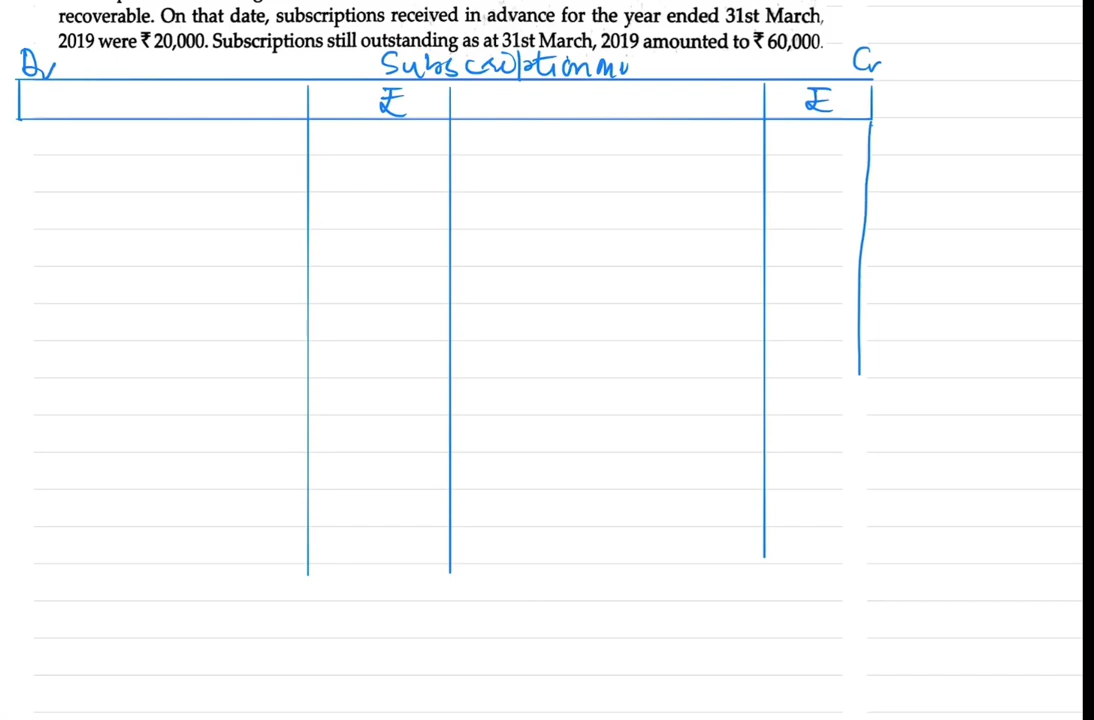 recoverable. On that date, subscriptions received in advance for the year ended 31st March,
2019 were ₹ 20,000. Subscriptions still outstanding as at 31st March, 2019 amounted to ₹ 60,000.
Dr Cr
₹ ₹